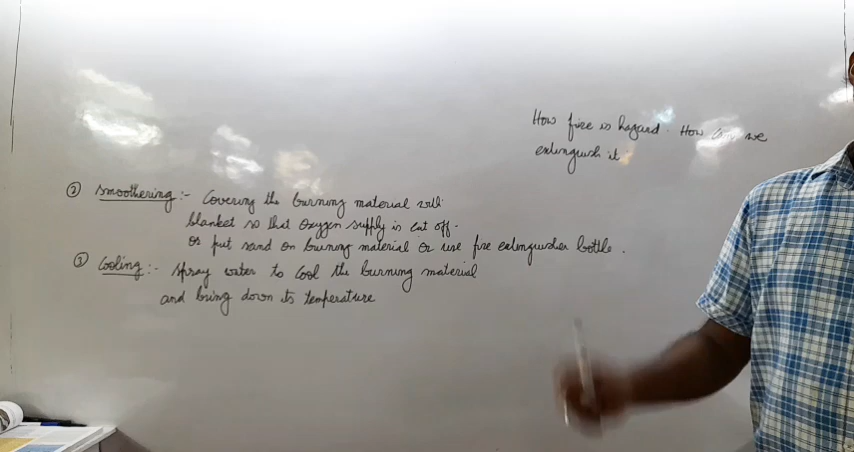 How fire is hazard. How can we
extinguish it
② Smoothering :- Covering the burning material with
blanket so that oxygen supply is cut off.
or put sand on burning material or use fire extinguisher bottle.
③ Cooling :- Spray water to cool the burning material
and bring down its temperature